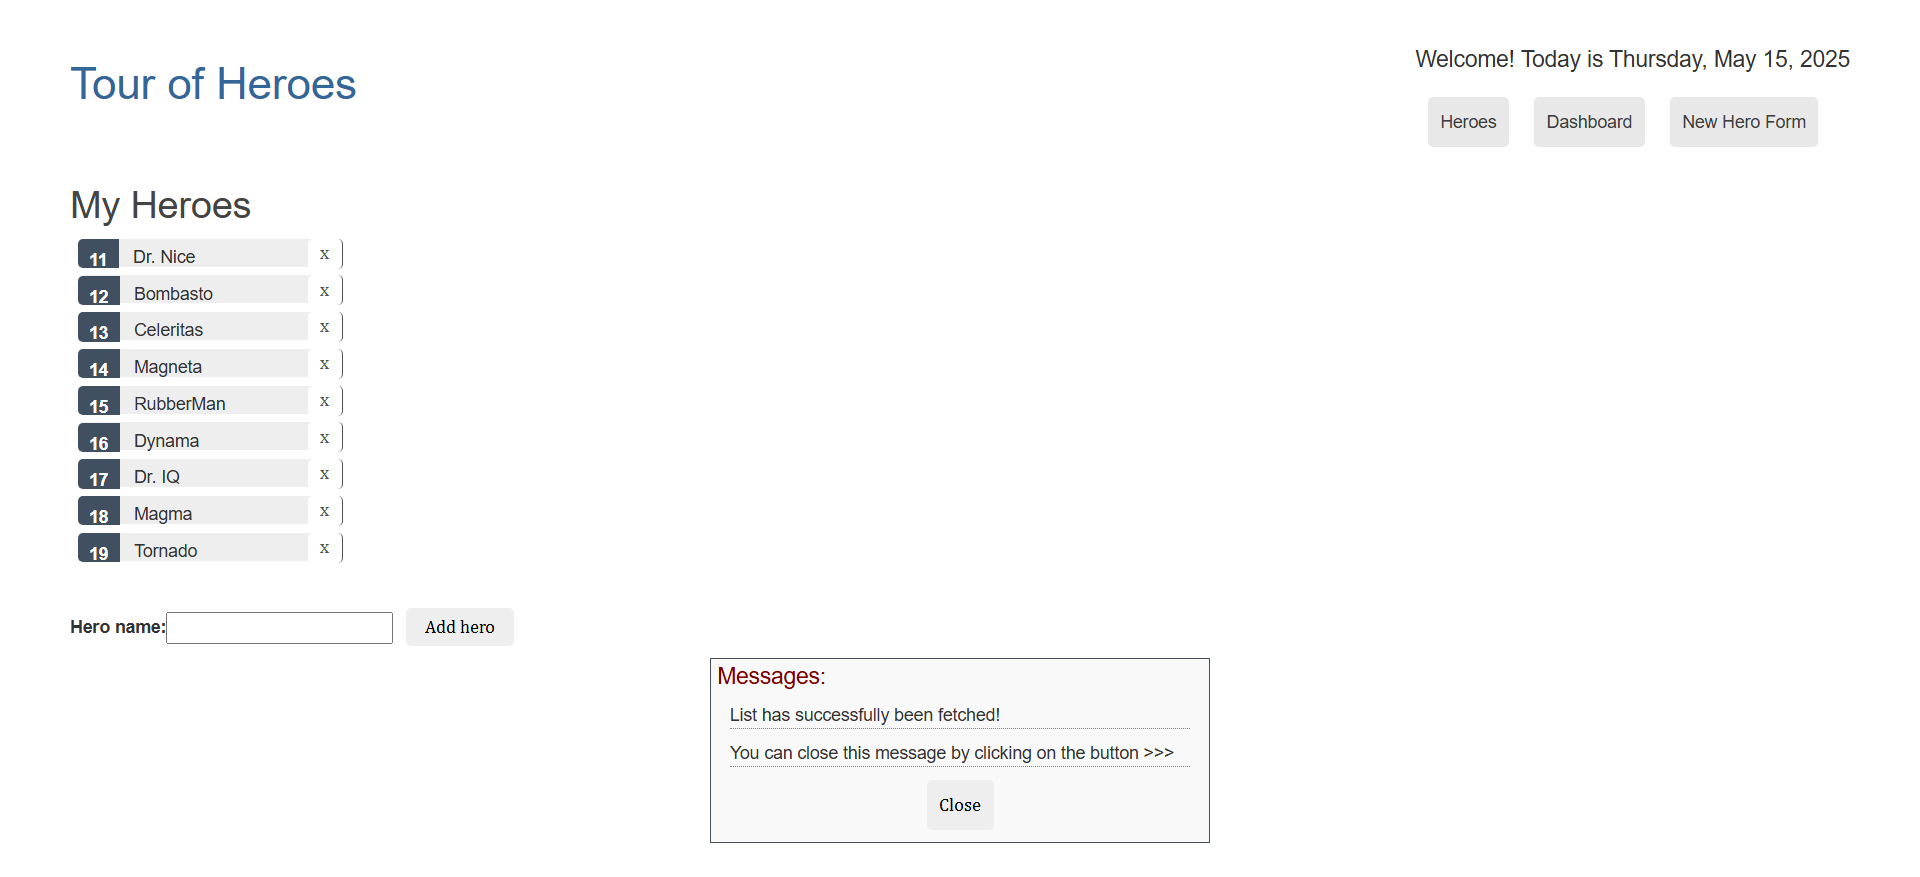 Tour of Heroes
Welcome! Today is Thursday, May 15, 2025
Heroes Dashboard New Hero Form
My Heroes
11 Dr. Nice x
12 Bombasto x
13 Celeritas x
14 Magneta x
15 RubberMan x
16 Dynama x
17 Dr. IQ x
18 Magma x
19 Tornado x
Hero name: Add hero
Messages:
List has successfully been fetched!
You can close this message by clicking on the button >>>
Close